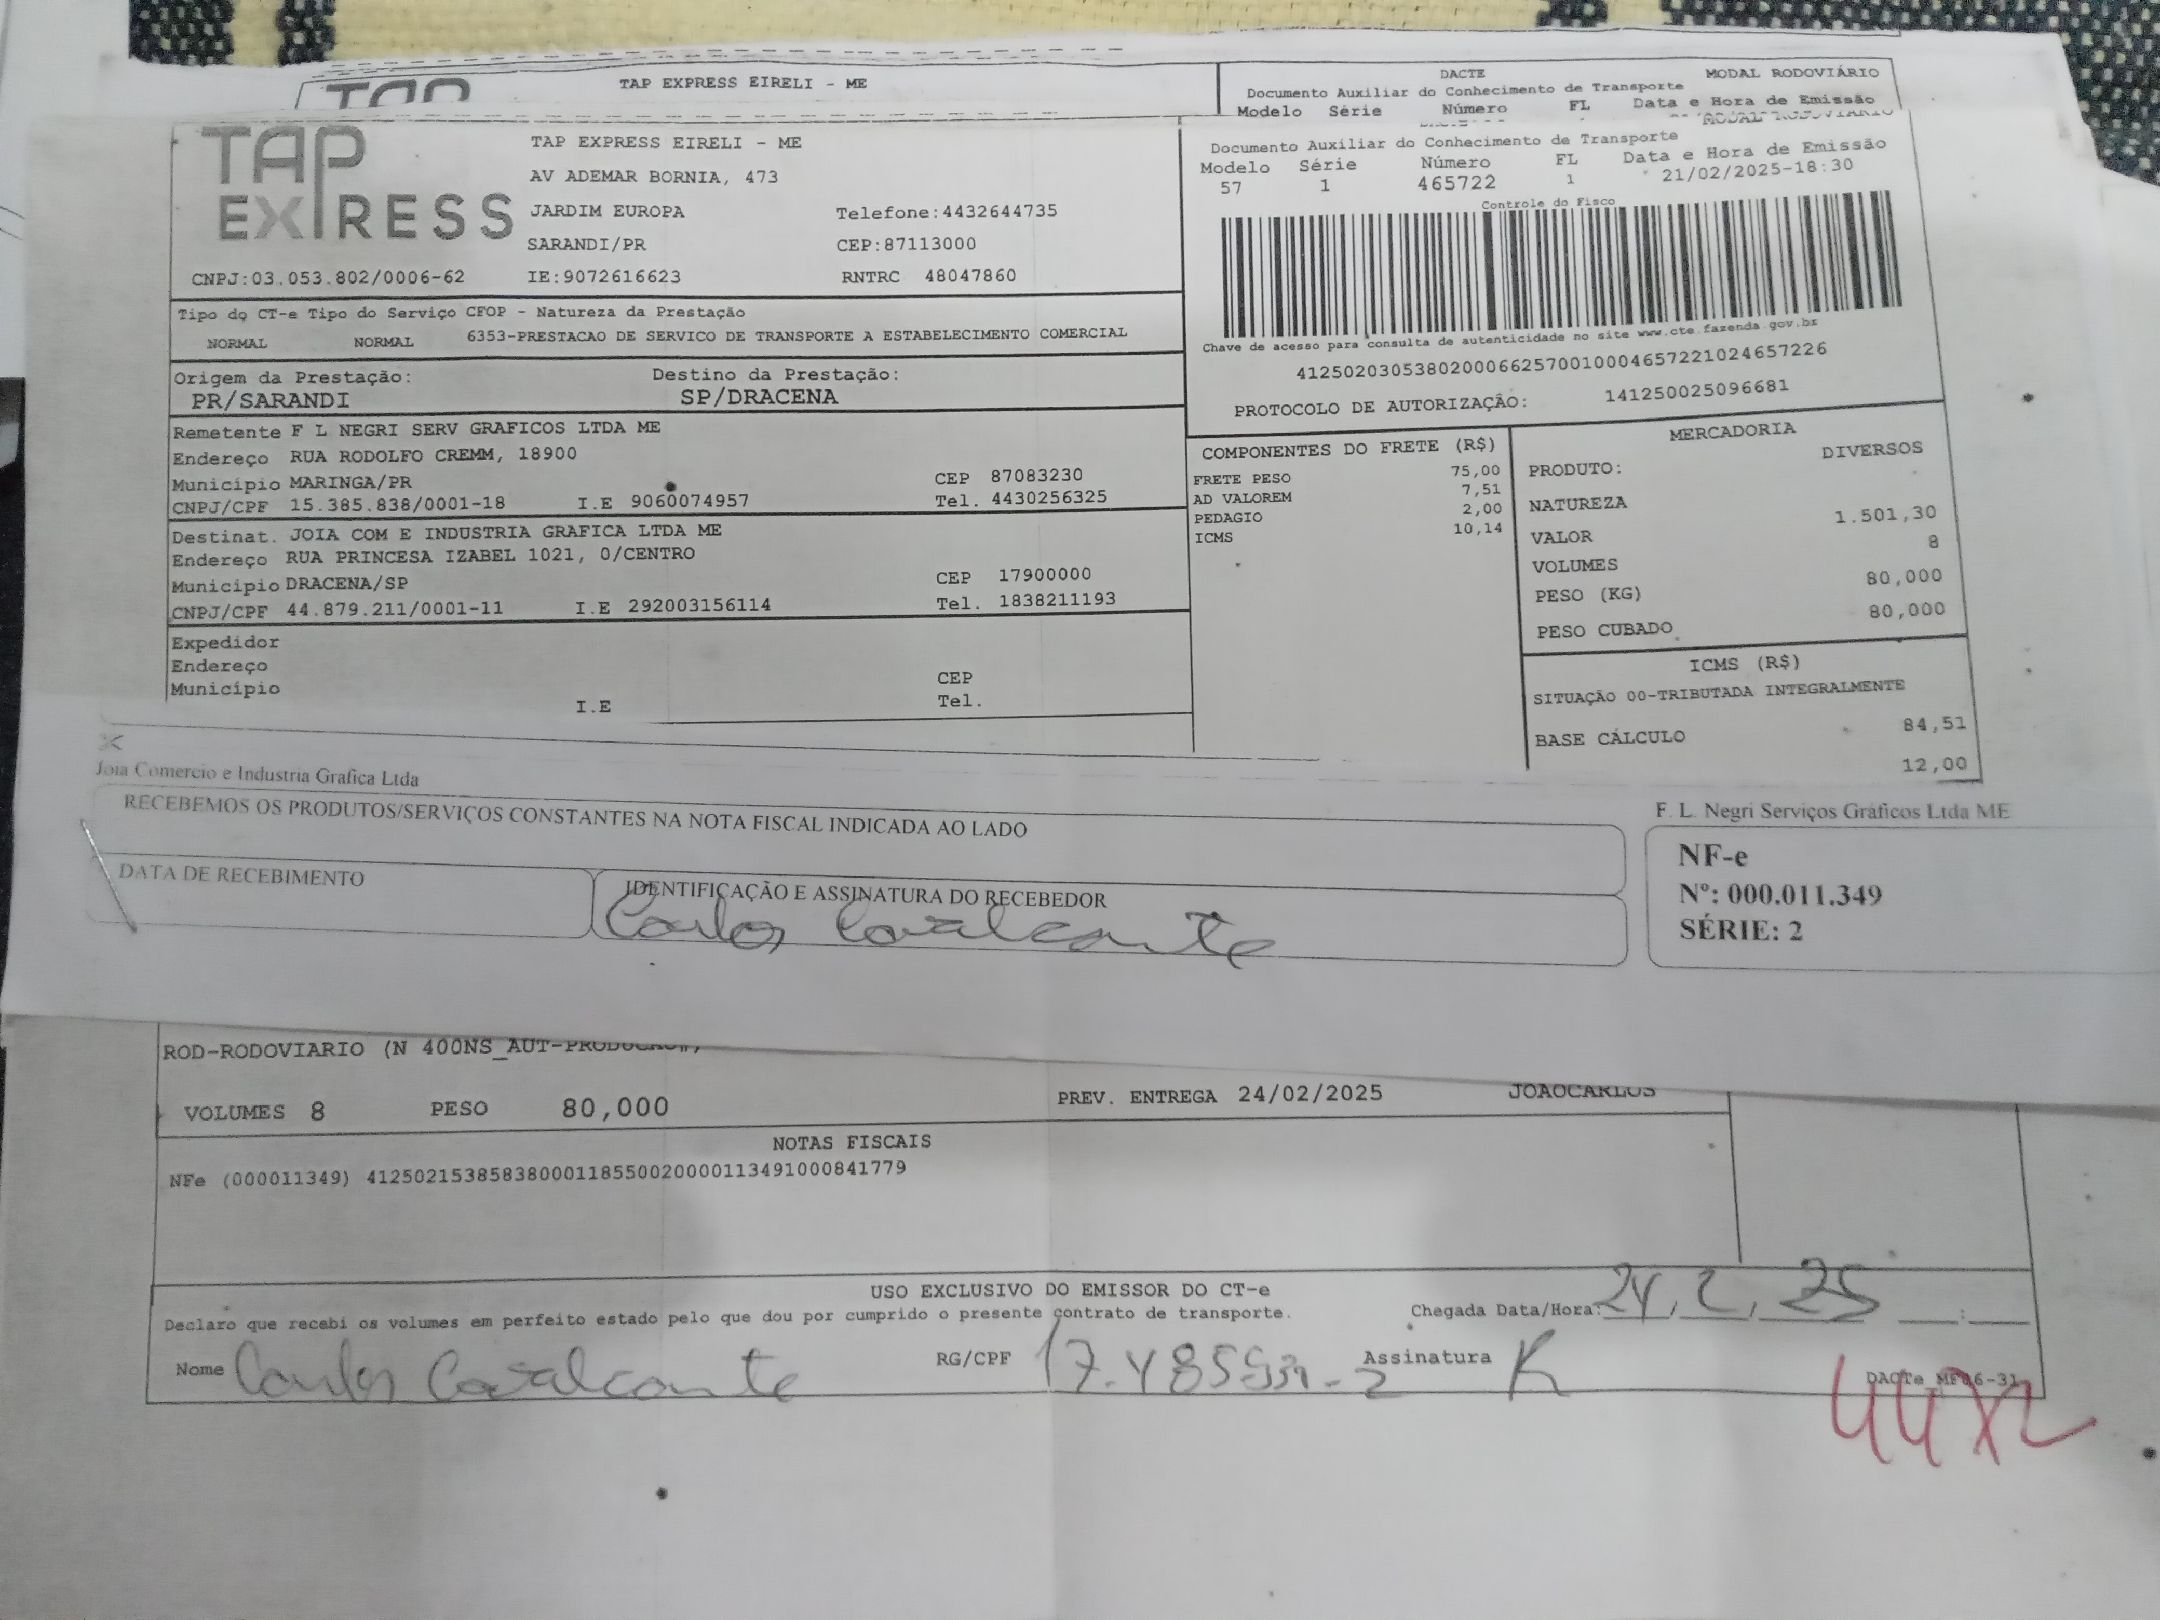 TAP EXPRESS EIRELI - ME
DACTE MODAL RODOVIÁRIO
Documento Auxiliar do Conhecimento de Transporte
Modelo Série Número FL Data e Hora de Emissão
TAP EXPRESS
TAP EXPRESS EIRELI - ME
AV ADEMAR BORNIA, 473
JARDIM EUROPA Telefone:4432644735
SARANDI/PR CEP:87113000
CNPJ:03.053.802/0006-62 IE:9072616623 RNTRC 48047860
Documento Auxiliar do Conhecimento de Transporte
Modelo Série Número FL Data e Hora de Emissão
57 1 465722 1 21/02/2025-18:30
Controle do Fisco
Chave de acesso para consulta de autenticidade no site www.cte.fazenda.gov.br
41250203053802000662570010004657221024657226
PROTOCOLO DE AUTORIZAÇÃO: 141250025096681
Tipo do CT-e Tipo do Serviço CFOP - Natureza da Prestação
NORMAL NORMAL 6353-PRESTACAO DE SERVICO DE TRANSPORTE A ESTABELECIMENTO COMERCIAL
Origem da Prestação: Destino da Prestação:
PR/SARANDI SP/DRACENA
Remetente F L NEGRI SERV GRAFICOS LTDA ME
Endereço RUA RODOLFO CREMM, 18900
Município MARINGA/PR CEP 87083230
CNPJ/CPF 15.385.838/0001-18 I.E 9060074957 Tel. 4430256325
Destinat. JOIA COM E INDUSTRIA GRAFICA LTDA ME
Endereço RUA PRINCESA IZABEL 1021, 0/CENTRO
Município DRACENA/SP CEP 17900000
CNPJ/CPF 44.879.211/0001-11 I.E 292003156114 Tel. 1838211193
Expedidor
Endereço
Município CEP
I.E Tel.
COMPONENTES DO FRETE (R$)
FRETE PESO 75,00
AD VALOREM 7,51
PEDAGIO 2,00
ICMS 10,14
MERCADORIA
PRODUTO: DIVERSOS
NATUREZA
VALOR 1.501,30
VOLUMES 8
PESO (KG) 80,000
PESO CUBADO 80,000
ICMS (R$)
SITUAÇÃO 00-TRIBUTADA INTEGRALMENTE
BASE CÁLCULO 84,51
12,00
Joia Comercio e Industria Grafica Ltda
RECEBEMOS OS PRODUTOS/SERVIÇOS CONSTANTES NA NOTA FISCAL INDICADA AO LADO
DATA DE RECEBIMENTO
IDENTIFICAÇÃO E ASSINATURA DO RECEBEDOR
Carlos Cavalcante
F. L. Negri Serviços Gráficos Ltda ME
NF-e
Nº: 000.011.349
SÉRIE: 2
ROD-RODOVIARIO (N 400NS_AUT-PRODUCAO#)
VOLUMES 8 PESO 80,000 PREV. ENTREGA 24/02/2025 JOAOCARLOS
NOTAS FISCAIS
NFe (000011349) 41250215385838000118550020000113491000841779
USO EXCLUSIVO DO EMISSOR DO CT-e
Declaro que recebi os volumes em perfeito estado pelo que dou por cumprido o presente contrato de transporte. Chegada Data/Hora: 24, 2, 25 :
Nome Carlos Cavalcante RG/CPF Assinatura
DACTe_MF06-31